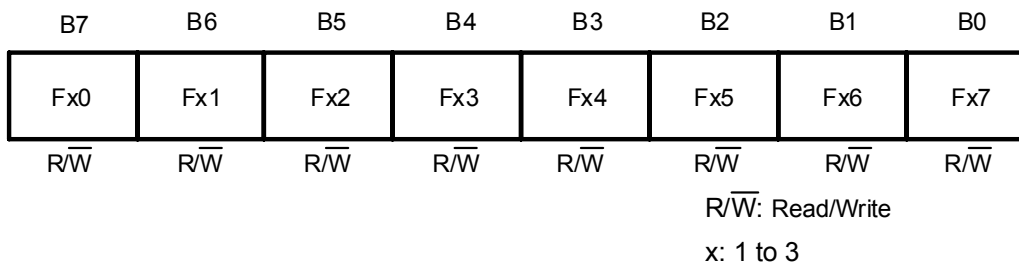 B7 B6 B5 B4 B3 B2 B1 B0
Fx0 Fx1 Fx2 Fx3 Fx4 Fx5 Fx6 Fx7
R/W̅ R/W̅ R/W̅ R/W̅ R/W̅ R/W̅ R/W̅ R/W̅
R/W̅: Read/Write
x: 1 to 3